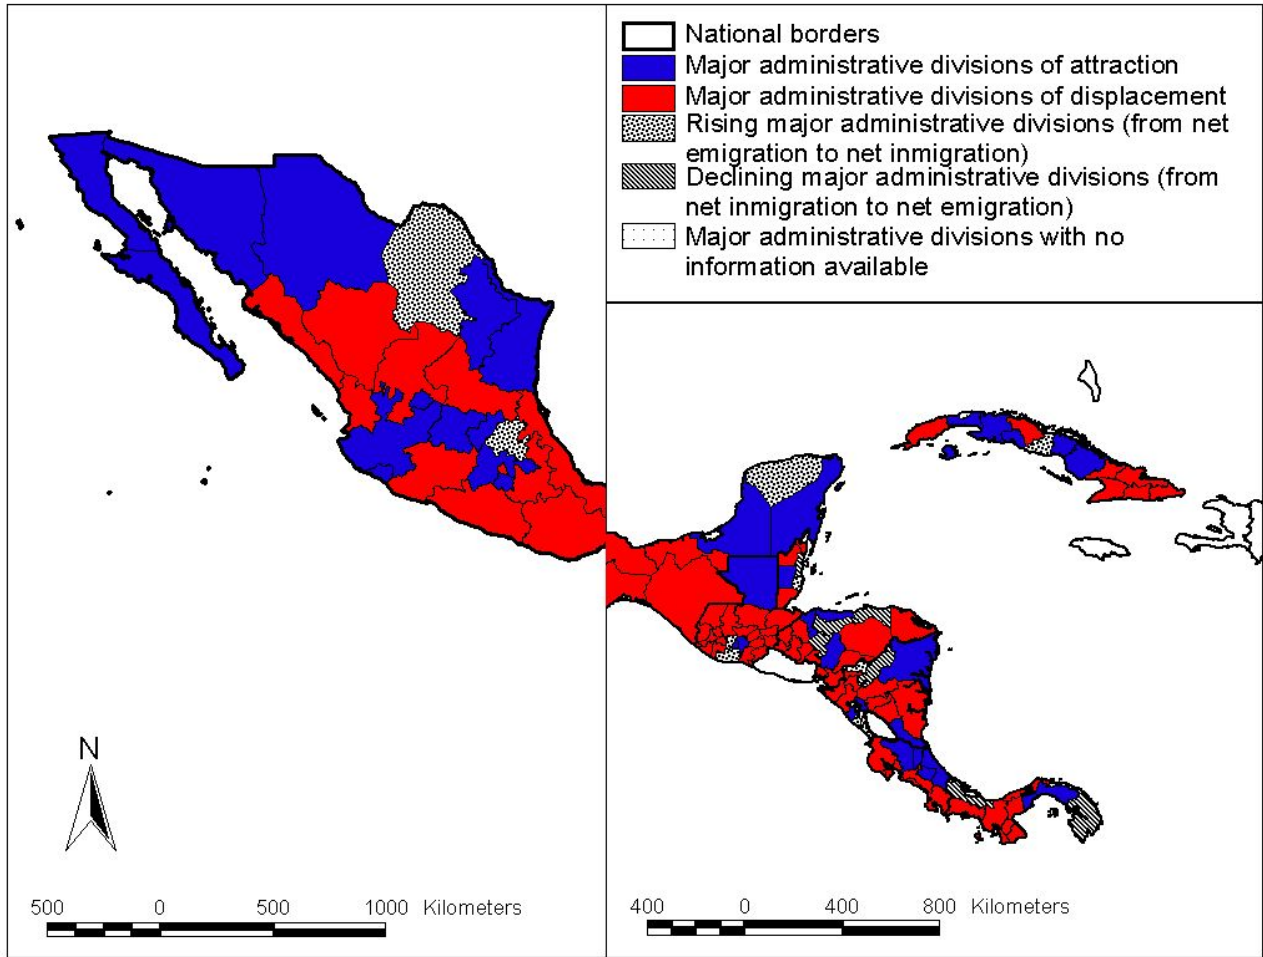 National borders
Major administrative divisions of attraction
Major administrative divisions of displacement
Rising major administrative divisions (from net
emigration to net inmigration)
Declining major administrative divisions (from
net inmigration to net emigration)
Major administrative divisions with no
information available
N
500 0 500 1000 Kilometers
400 0 400 800 Kilometers